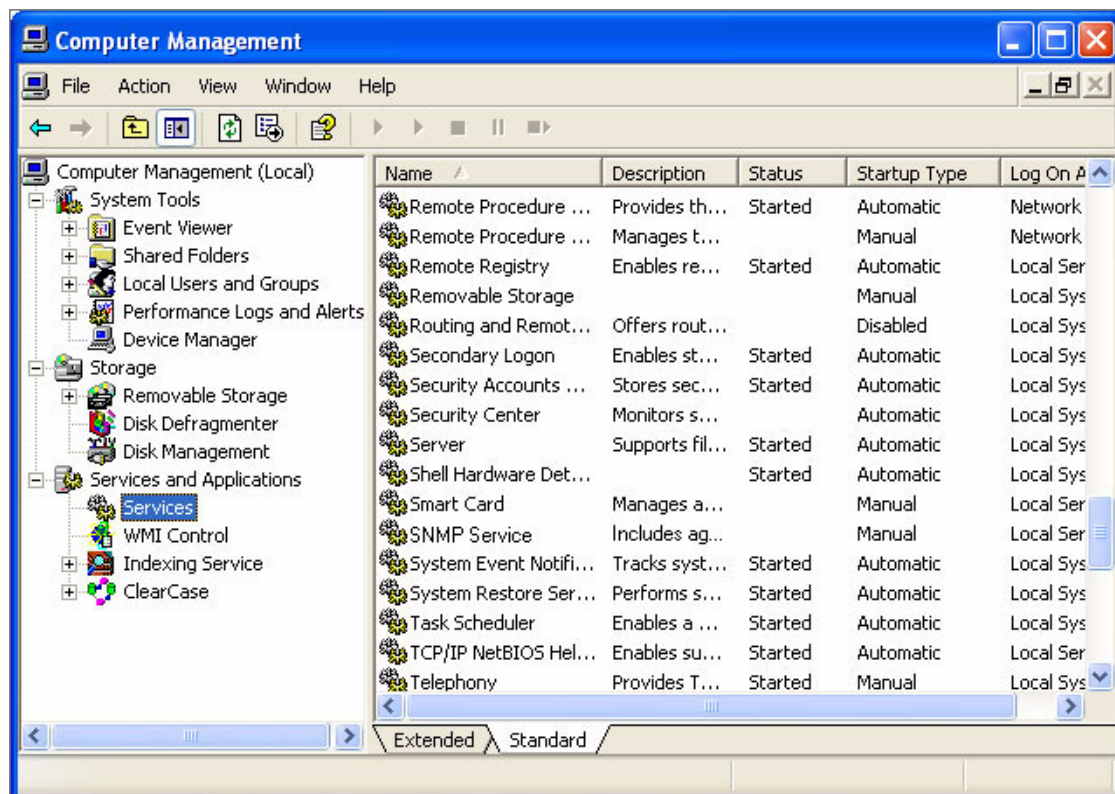 Computer Management
File Action View Window Help
Computer Management (Local)
System Tools
Event Viewer
Shared Folders
Local Users and Groups
Performance Logs and Alerts
Device Manager
Storage
Removable Storage
Disk Defragmenter
Disk Management
Services and Applications
Services
WMI Control
Indexing Service
ClearCase
Name Description Status Startup Type Log On A
Remote Procedure ... Provides th... Started Automatic Network
Remote Procedure ... Manages t... Manual Network
Remote Registry Enables re... Started Automatic Local Ser
Removable Storage Manual Local Sys
Routing and Remot... Offers rout... Disabled Local Sys
Secondary Logon Enables st... Started Automatic Local Sys
Security Accounts ... Stores sec... Started Automatic Local Sys
Security Center Monitors s... Automatic Local Sys
Server Supports fil... Started Automatic Local Sys
Shell Hardware Det... Started Automatic Local Sys
Smart Card Manages a... Manual Local Ser
SNMP Service Includes ag... Manual Local Ser
System Event Notifi... Tracks syst... Started Automatic Local Sys
System Restore Ser... Performs s... Started Automatic Local Sys
Task Scheduler Enables a ... Started Automatic Local Sys
TCP/IP NetBIOS Hel... Enables su... Started Automatic Local Ser
Telephony Provides T... Started Manual Local Sys
Extended Standard